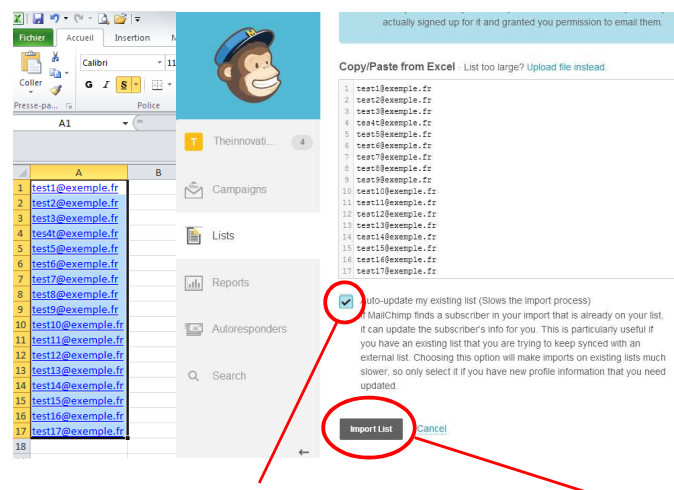 Fichier
Accueil
Insertion
Coller
Calibri
11
G I S
Presse-pa...
Police
A1
A
B
1 test1@exemple.fr
2 test2@exemple.fr
3 test3@exemple.fr
4 tes4t@exemple.fr
5 test5@exemple.fr
6 test6@exemple.fr
7 test7@exemple.fr
8 test8@exemple.fr
9 test9@exemple.fr
10 test10@exemple.fr
11 test11@exemple.fr
12 test12@exemple.fr
13 test13@exemple.fr
14 test14@exemple.fr
15 test15@exemple.fr
16 test16@exemple.fr
17 test17@exemple.fr
18
T Theinnovati... 4
Campaigns
Lists
Reports
Autoresponders
Search
actually signed up for it and granted you permission to email them.
Copy/Paste from Excel - List too large? Upload file instead.
1 test1@exemple.fr
2 test2@exemple.fr
3 test3@exemple.fr
4 tes4t@exemple.fr
5 test5@exemple.fr
6 test6@exemple.fr
7 test7@exemple.fr
8 test8@exemple.fr
9 test9@exemple.fr
10 test10@exemple.fr
11 test11@exemple.fr
12 test12@exemple.fr
13 test13@exemple.fr
14 test14@exemple.fr
15 test15@exemple.fr
16 test16@exemple.fr
17 test17@exemple.fr
Auto-update my existing list (Slows the import process)
If MailChimp finds a subscriber in your import that is already on your list,
it can update the subscriber's info for you. This is particularly useful if
you have an existing list that you are trying to keep synced with an
external list. Choosing this option will make imports on existing lists much
slower, so only select it if you have new profile information that you need
updated.
Import List
Cancel